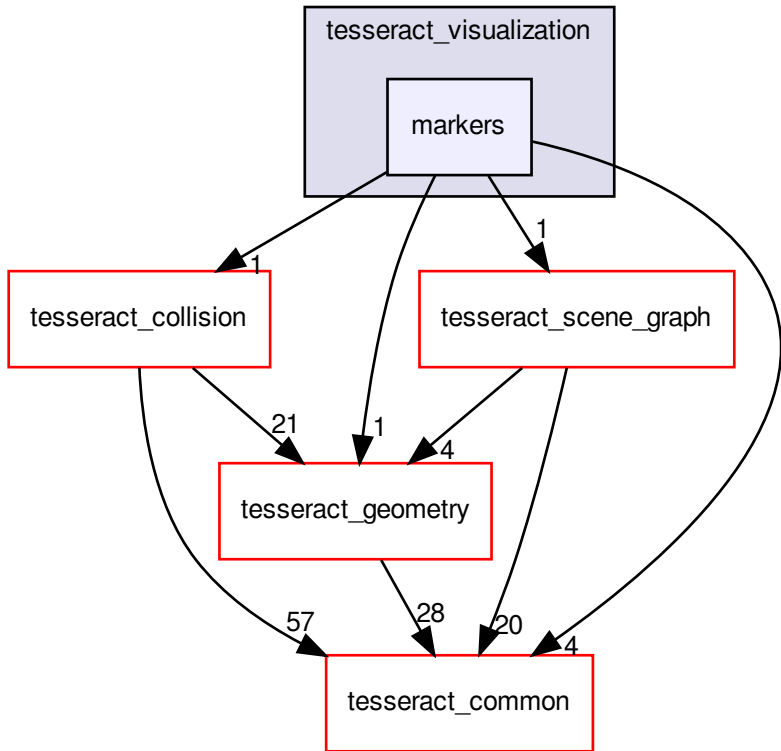 tesseract_visualization
markers
1
1
tesseract_collision
tesseract_scene_graph
21
1
4
tesseract_geometry
57
28
20
4
tesseract_common